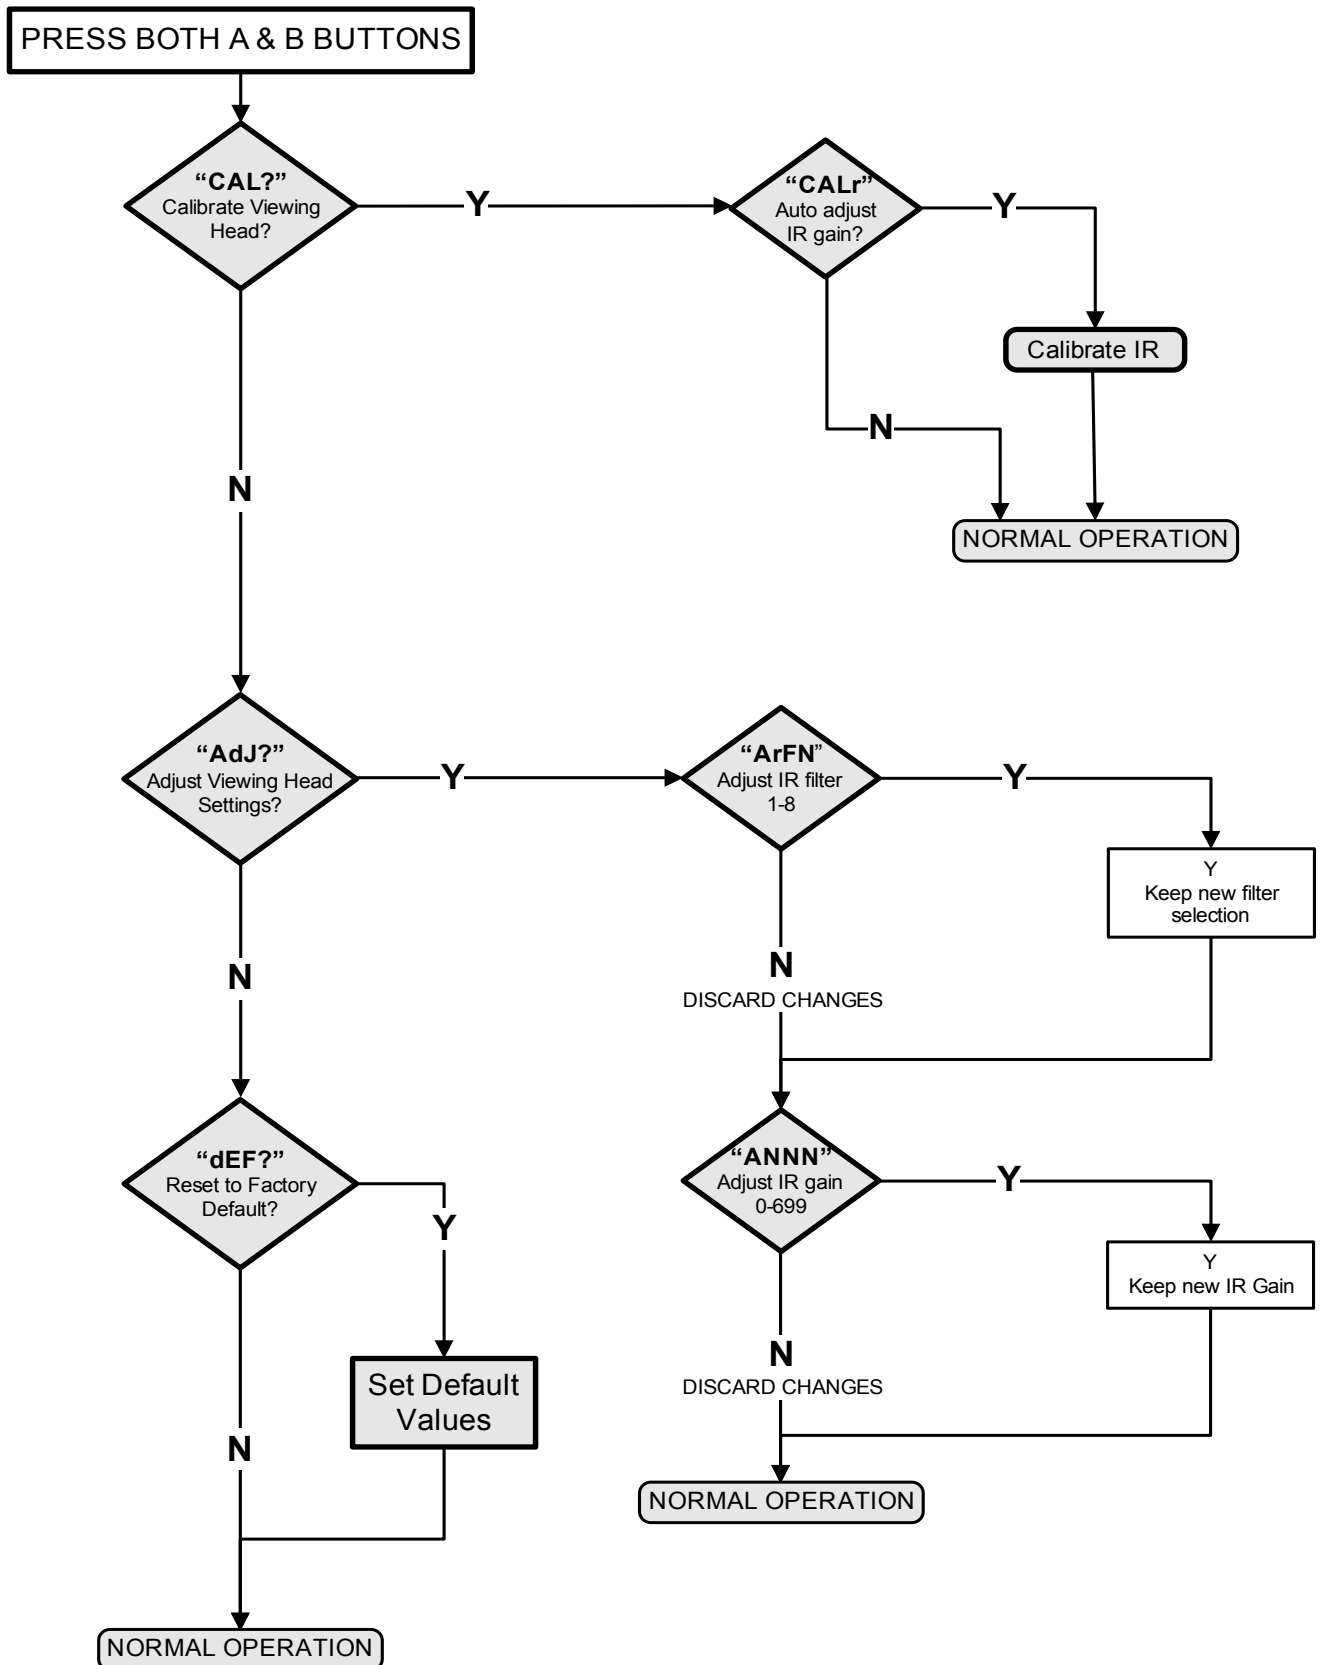 PRESS BOTH A & B BUTTONS
“CAL?”
Calibrate Viewing
Head?
Y
“CALr”
Auto adjust
IR gain?
Y
Calibrate IR
N
NORMAL OPERATION
N
“AdJ?”
Adjust Viewing Head
Settings?
Y
“ArFN”
Adjust IR filter
1-8
Y
Y
Keep new filter
selection
N
DISCARD CHANGES
N
“dEF?”
Reset to Factory
Default?
Y
Set Default
Values
N
NORMAL OPERATION
“ANNN”
Adjust IR gain
0-699
Y
Y
Keep new IR Gain
N
DISCARD CHANGES
NORMAL OPERATION